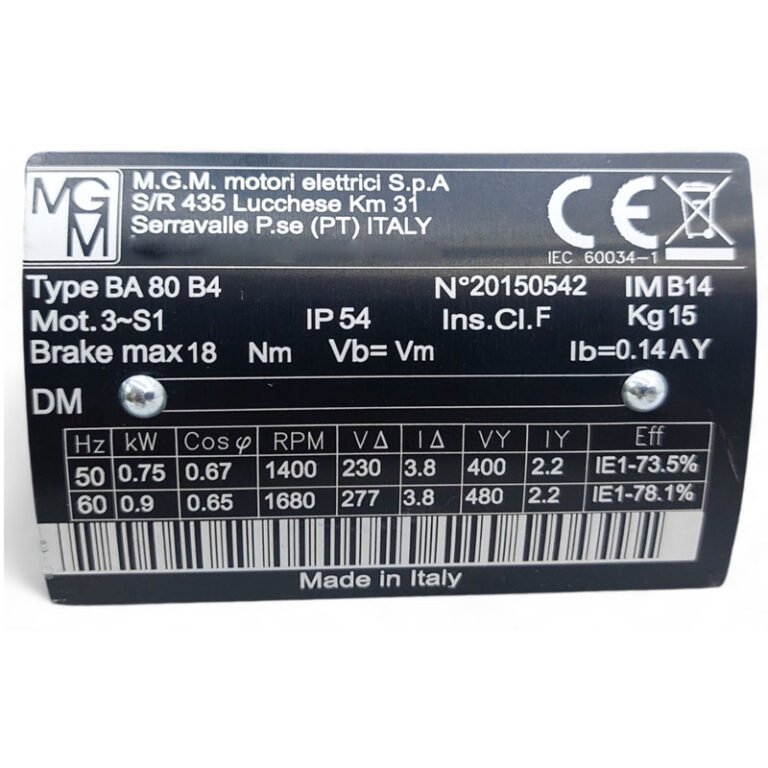 MGM
M.G.M. motori elettrici S.p.A
S/R 435 Lucchese Km 31
Serravalle P.se (PT) ITALY
CE
IEC 60034-1
Type BA 80 B4 N°20150542 IM B14
Mot. 3~S1 IP 54 Ins.Cl. F Kg 15
Brake max 18 Nm Vb= Vm Ib=0.14 A Y
DM
Hz kW Cos φ RPM V Δ I Δ VY IY Eff
50 0.75 0.67 1400 230 3.8 400 2.2 IE1-73.5%
60 0.9 0.65 1680 277 3.8 480 2.2 IE1-78.1%
Made in Italy